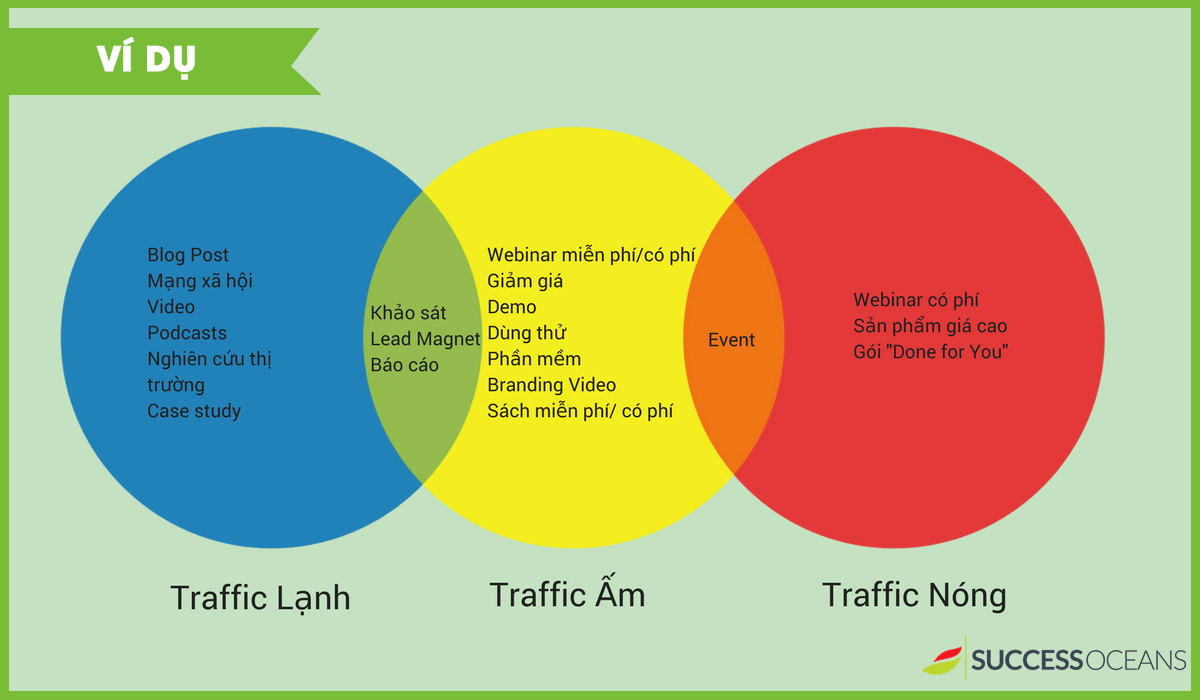 VÍ DỤ
Blog Post
Mạng xã hội
Video
Podcasts
Nghiên cứu thị
trường
Case study
Khảo sát
Lead Magnet
Báo cáo
Webinar miễn phí/có phí
Giảm giá
Demo
Dùng thử
Phần mềm
Branding Video
Sách miễn phí/ có phí
Event
Webinar có phí
Sản phẩm giá cao
Gói "Done for You"
Traffic Lạnh
Traffic Ấm
Traffic Nóng
SUCCESSOCEANS